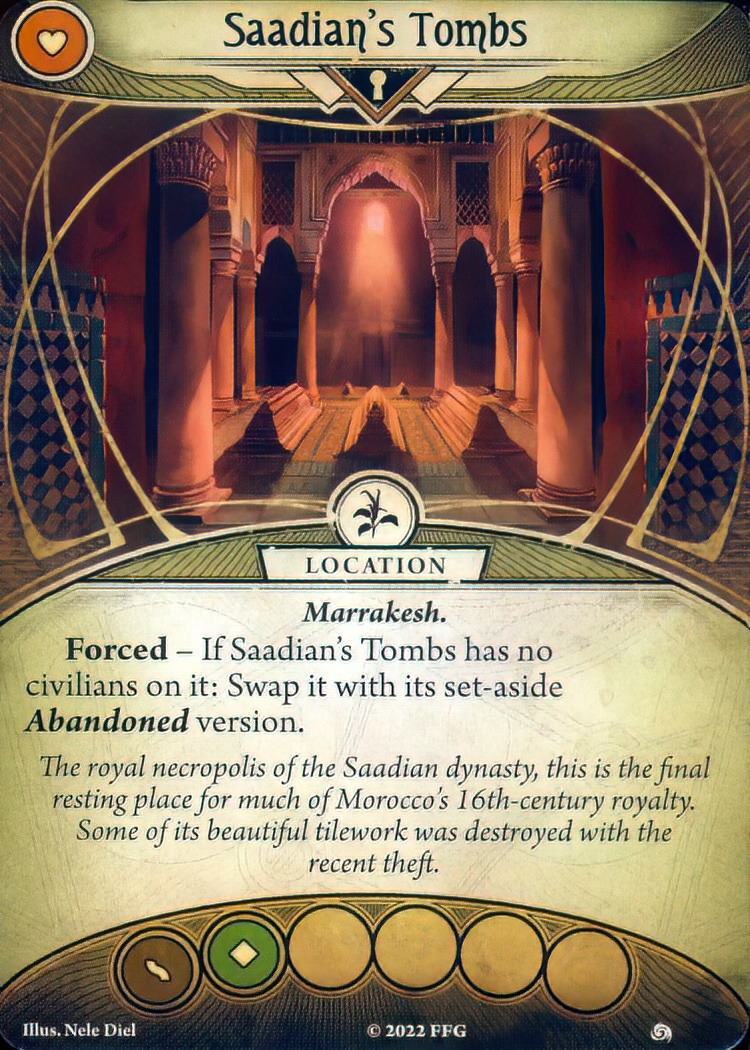 Saadian's Tombs
LOCATION
Marrakesh.
Forced – If Saadian's Tombs has no
civilians on it: Swap it with its set-aside
Abandoned version.
The royal necropolis of the Saadian dynasty, this is the final
resting place for much of Morocco's 16th-century royalty.
Some of its beautiful tilework was destroyed with the
recent theft.
Illus. Nele Diel
© 2022 FFG